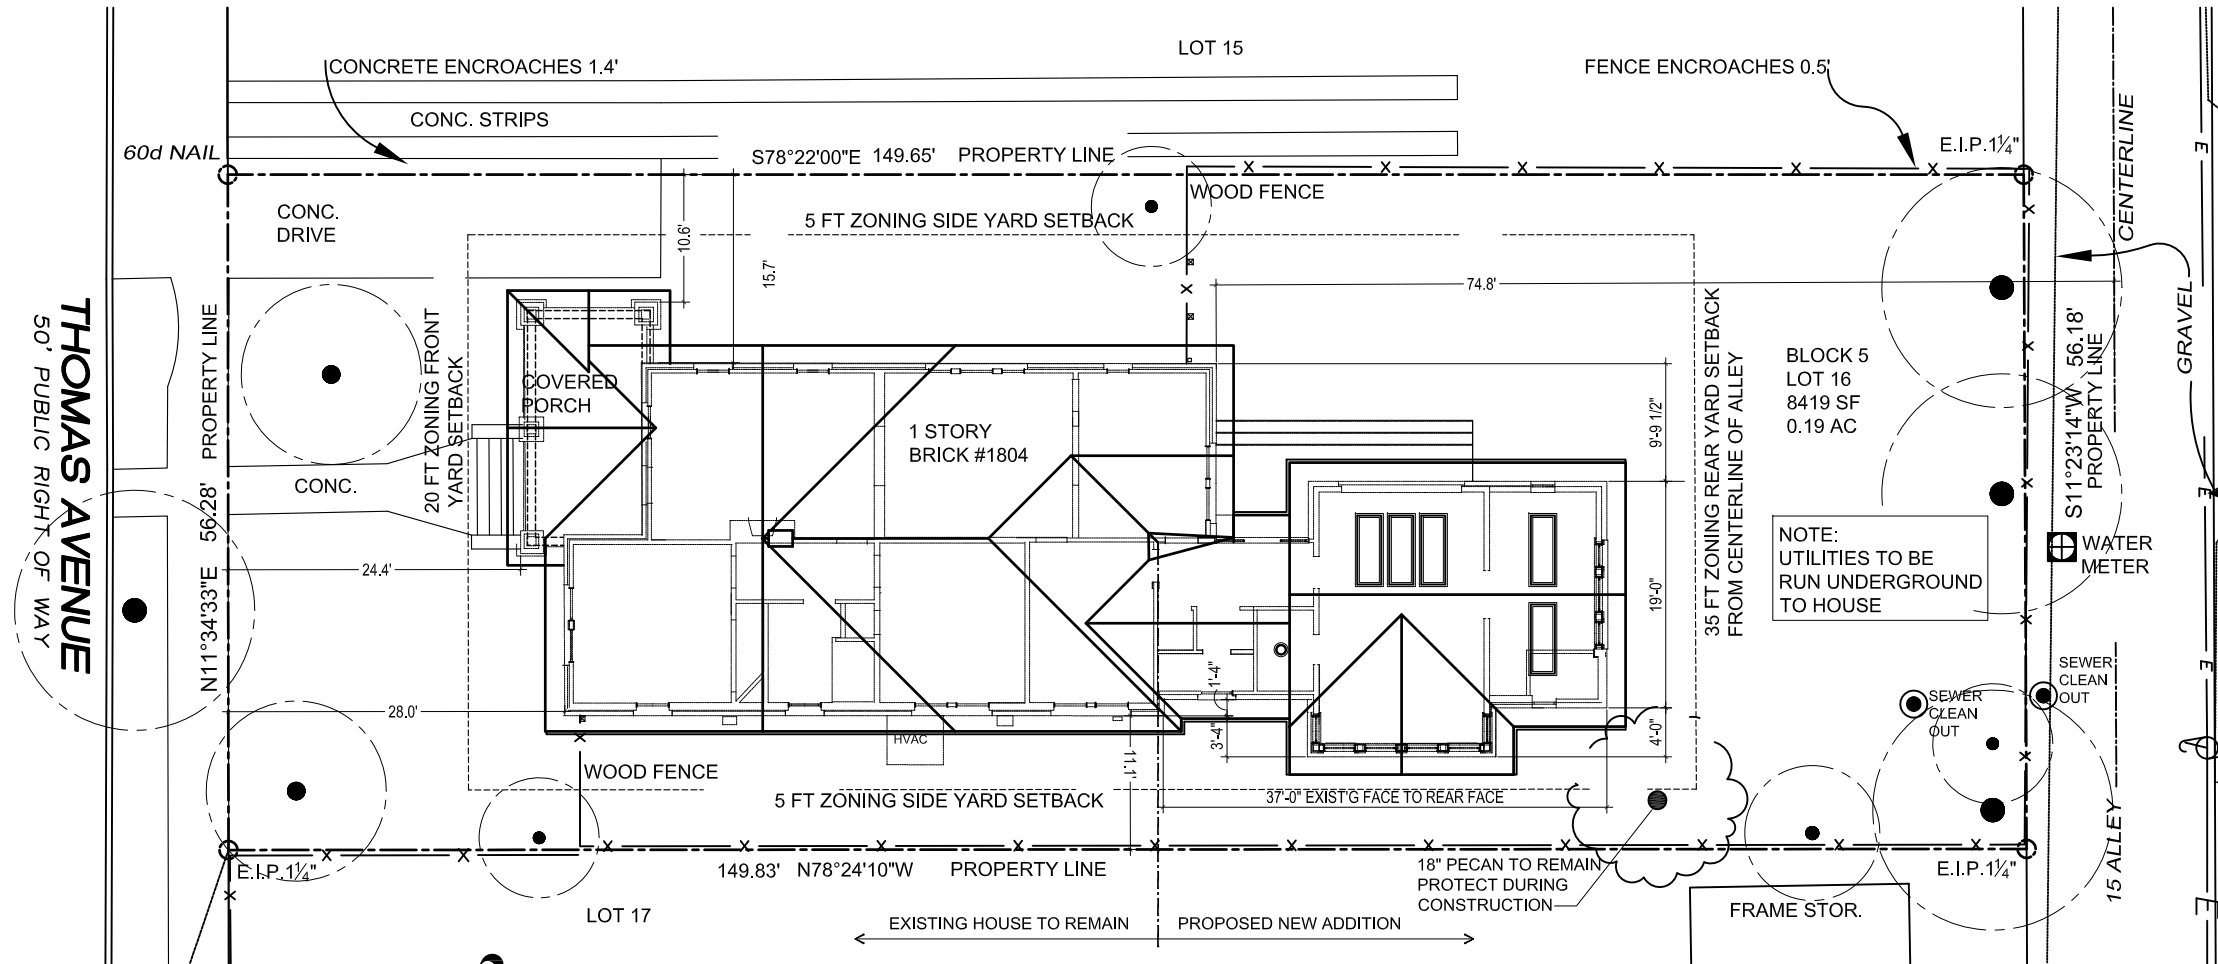 LOT 15
CONCRETE ENCROACHES 1.4'
FENCE ENCROACHES 0.5'
CONC. STRIPS
60d NAIL
S78°22'00"E 149.65' PROPERTY LINE
E.I.P.1¼"
CENTERLINE
WOOD FENCE
CONC.
DRIVE
5 FT ZONING SIDE YARD SETBACK
10.6'
15.7'
74.8'
GRAVEL
THOMAS AVENUE
50' PUBLIC RIGHT OF WAY
N11°34'33"E 56.28' PROPERTY LINE
20 FT ZONING FRONT
YARD SETBACK
COVERED
PORCH
1 STORY
BRICK #1804
35 FT ZONING REAR YARD SETBACK
FROM CENTERLINE OF ALLEY
BLOCK 5
LOT 16
8419 SF
0.19 AC
S11°23'14"W 56.18'
PROPERTY LINE
9'-9 1/2"
CONC.
NOTE:
UTILITIES TO BE
RUN UNDERGROUND
TO HOUSE
WATER
METER
24.4'
19'-0"
28.0'
1'-4"
3'-4"
4'-0"
SEWER
CLEAN
OUT
SEWER
CLEAN
OUT
HVAC
11.1'
WOOD FENCE
5 FT ZONING SIDE YARD SETBACK
37'-0" EXIST'G FACE TO REAR FACE
E.I.P.1¼"
149.83' N78°24'10"W PROPERTY LINE
18" PECAN TO REMAIN
PROTECT DURING
CONSTRUCTION
E.I.P.1¼"
15 ALLEY
LOT 17
EXISTING HOUSE TO REMAIN
PROPOSED NEW ADDITION
FRAME STOR.
E
E
E
E
E